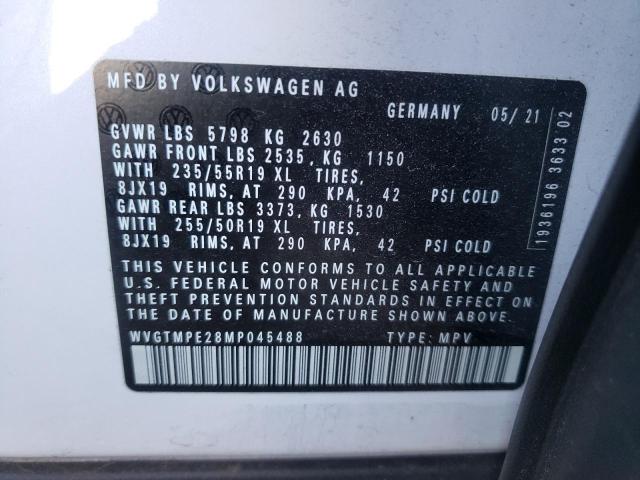 MFD BY VOLKSWAGEN AG
GERMANY 05/21
GVWR LBS 5798 KG 2630
GAWR FRONT LBS 2535, KG 1150
WITH 235/55R19 XL TIRES,
8JX19 RIMS, AT 290 KPA, 42 PSI COLD
GAWR REAR LBS 3373, KG 1530
WITH 255/50R19 XL TIRES,
8JX19 RIMS, AT 290 KPA, 42 PSI COLD
THIS VEHICLE CONFORMS TO ALL APPLICABLE
U.S. FEDERAL MOTOR VEHICLE SAFETY AND
THEFT PREVENTION STANDARDS IN EFFECT ON
THE DATE OF MANUFACTURE SHOWN ABOVE
WVGTMPE28MP045488 TYPE: MPV
1936196 3633 02